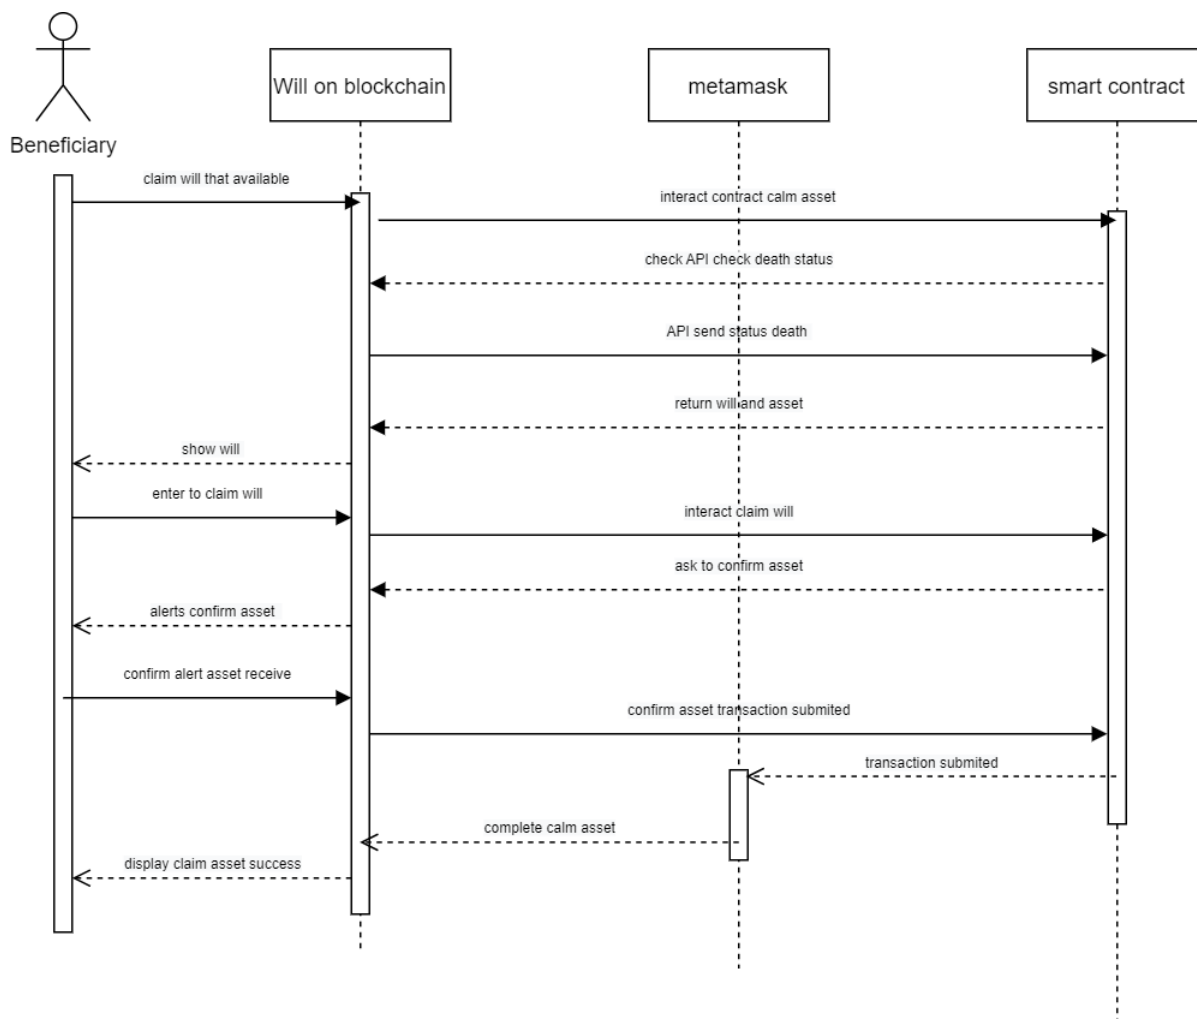 Will on blockchain
metamask
smart contract
Beneficiary
claim will that available
interact contract calm asset
check API check death status
API send status death
return will and asset
show will
enter to claim will
interact claim will
ask to confirm asset
alerts confirm asset
confirm alert asset receive
confirm asset transaction submited
transaction submited
complete calm asset
display claim asset success